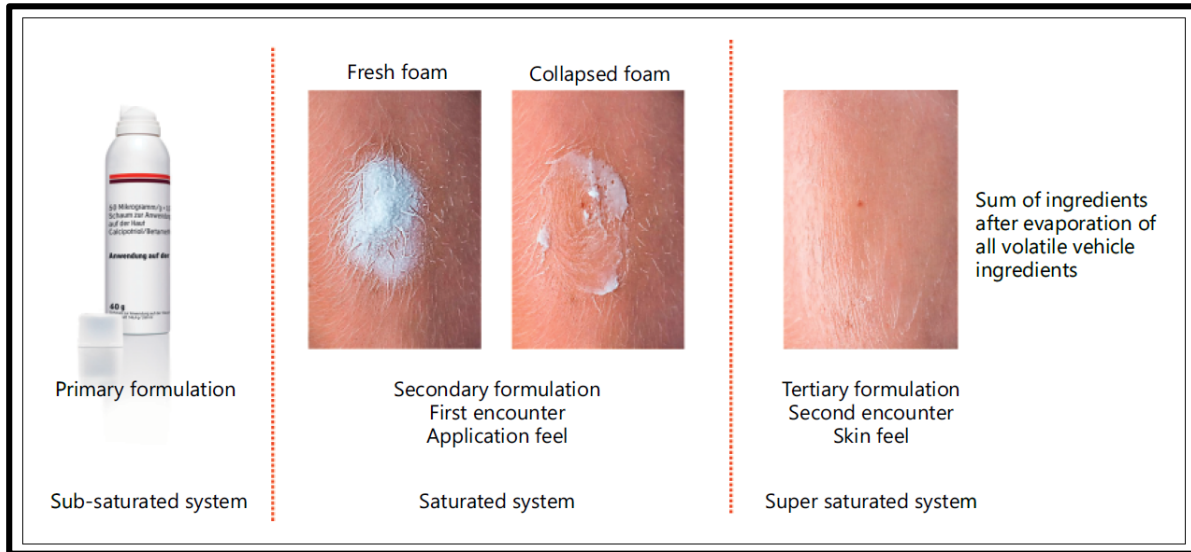 Fresh foam
Collapsed foam
50 Mikrogramm/g +
Schaum zur Anwendung
auf der Haut
Calcipotriol/Betameth
Anwendung auf der
60 g
Sum of ingredients
after evaporation of
all volatile vehicle
ingredients
Primary formulation
Secondary formulation
First encounter
Application feel
Tertiary formulation
Second encounter
Skin feel
Sub-saturated system
Saturated system
Super saturated system